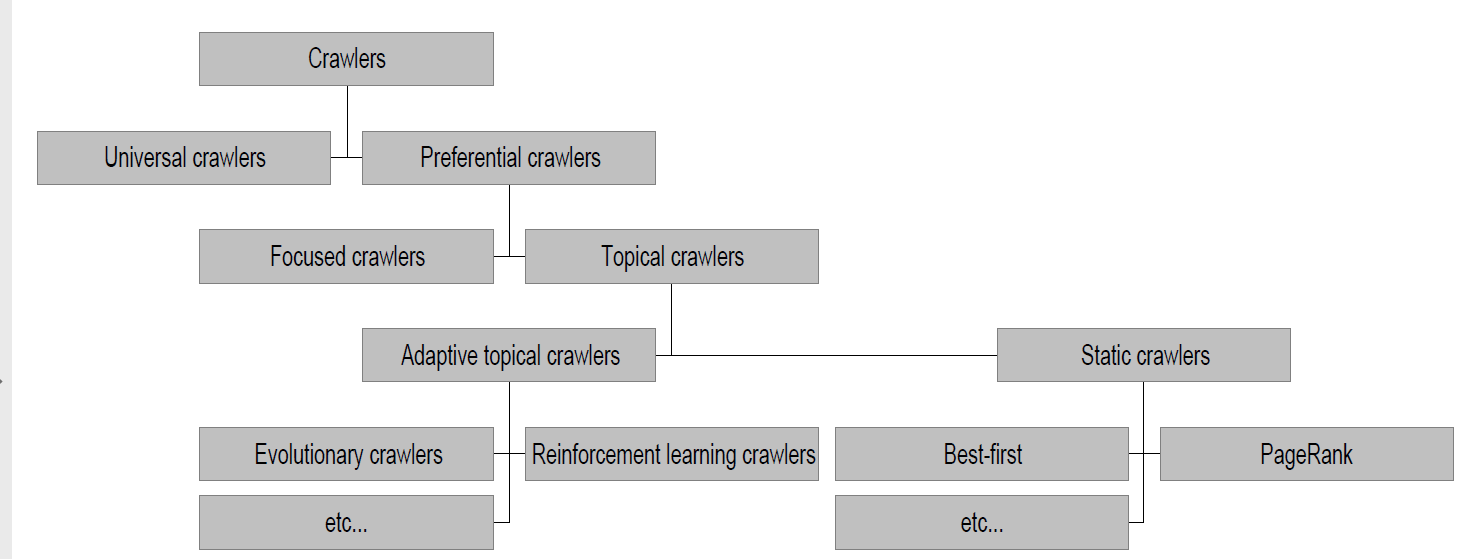 Crawlers
Universal crawlers
Preferential crawlers
Focused crawlers
Topical crawlers
Adaptive topical crawlers
Static crawlers
Evolutionary crawlers
Reinforcement learning crawlers
Best-first
PageRank
etc...
etc...